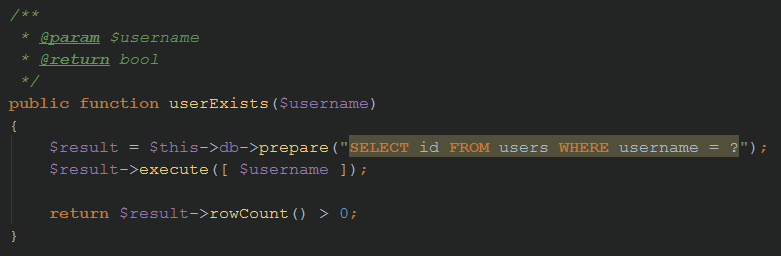 /**
 * @param $username
 * @return bool
 */
public function userExists($username)
{
    $result = $this->db->prepare("SELECT id FROM users WHERE username = ?");
    $result->execute([ $username ]);

    return $result->rowCount() > 0;
}